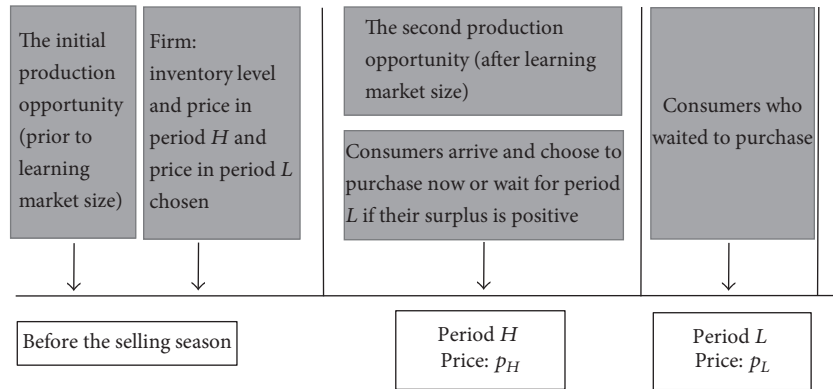 The initial
production
opportunity
(prior to
learning
market size)
Firm:
inventory level
and price in
period H and
price in period L
chosen
The second production
opportunity (after learning
market size)
Consumers arrive and choose to
purchase now or wait for period
L if their surplus is positive
Consumers who
waited to purchase
Before the selling season
Period H
Price: p_H
Period L
Price: p_L